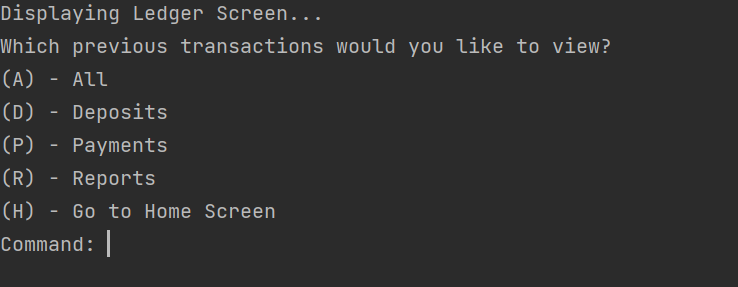 Displaying Ledger Screen...
Which previous transactions would you like to view?
(A) - All
(D) - Deposits
(P) - Payments
(R) - Reports
(H) - Go to Home Screen
Command: